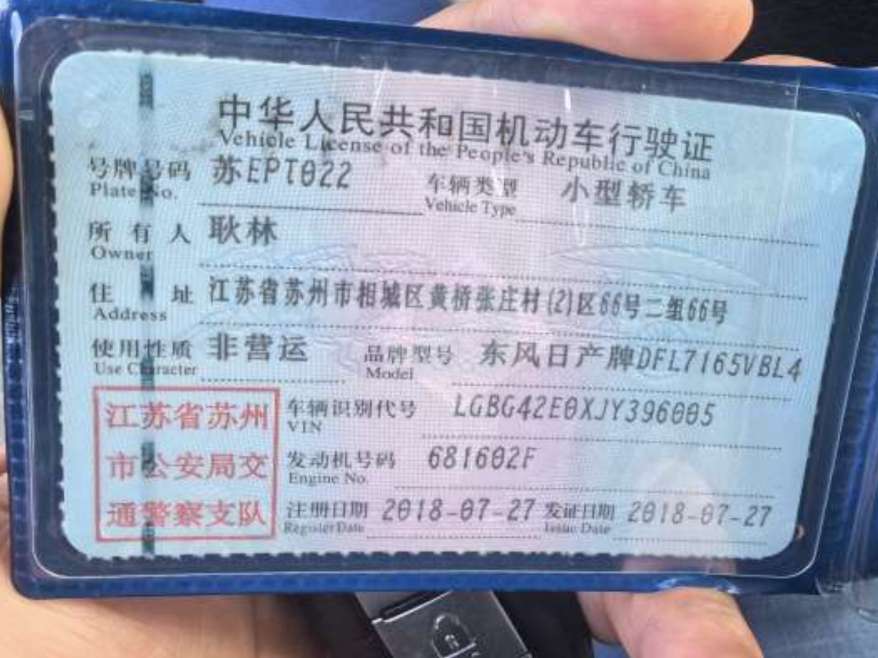 中华人民共和国机动车行驶证
Vehicle License of the People's Republic of China
号牌号码 苏EPT022 车辆类型 小型轿车
Plate No. Vehicle Type
所有人 耿林
Owner
住址 江苏省苏州市相城区黄桥张庄村(2)区66号二组66号
Address
使用性质 非营运 品牌型号 东风日产牌DFL7165VBL4
Use Character Model
江苏省苏州 车辆识别代号 LGBG42E0XJY396005
VIN
市公安局交 发动机号码 681602F
Engine No.
通警察支队 注册日期 2018-07-27 发证日期 2018-07-27
Register Date Issue Date